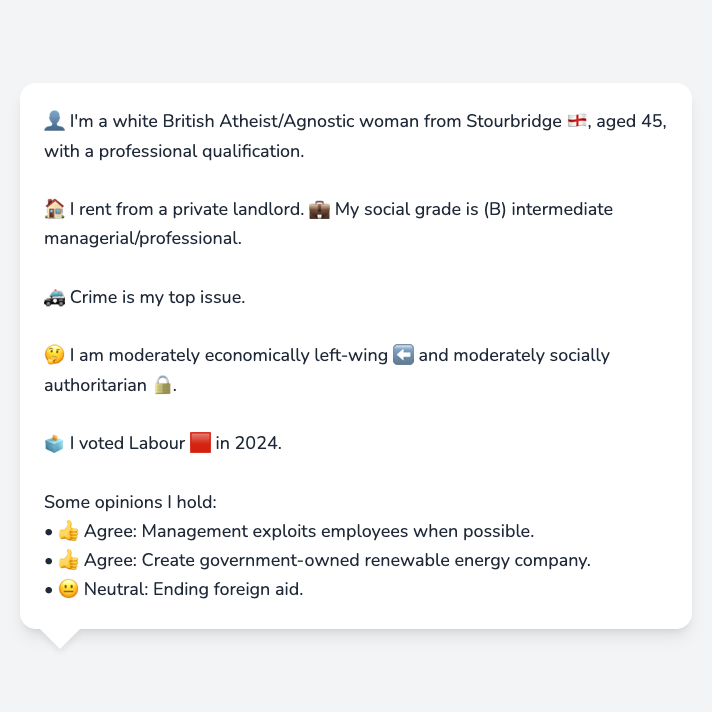 👤 I'm a white British Atheist/Agnostic woman from Stourbridge 🏴󠁧󠁢󠁥󠁮󠁧󠁿, aged 45,
with a professional qualification.
🏠 I rent from a private landlord. 💼 My social grade is (B) intermediate
managerial/professional.
🚓 Crime is my top issue.
🤔 I am moderately economically left-wing ⬅️ and moderately socially
authoritarian 🔒.
🗳️ I voted Labour 🟥 in 2024.
Some opinions I hold:
• 👍 Agree: Management exploits employees when possible.
• 👍 Agree: Create government-owned renewable energy company.
• 😐 Neutral: Ending foreign aid.